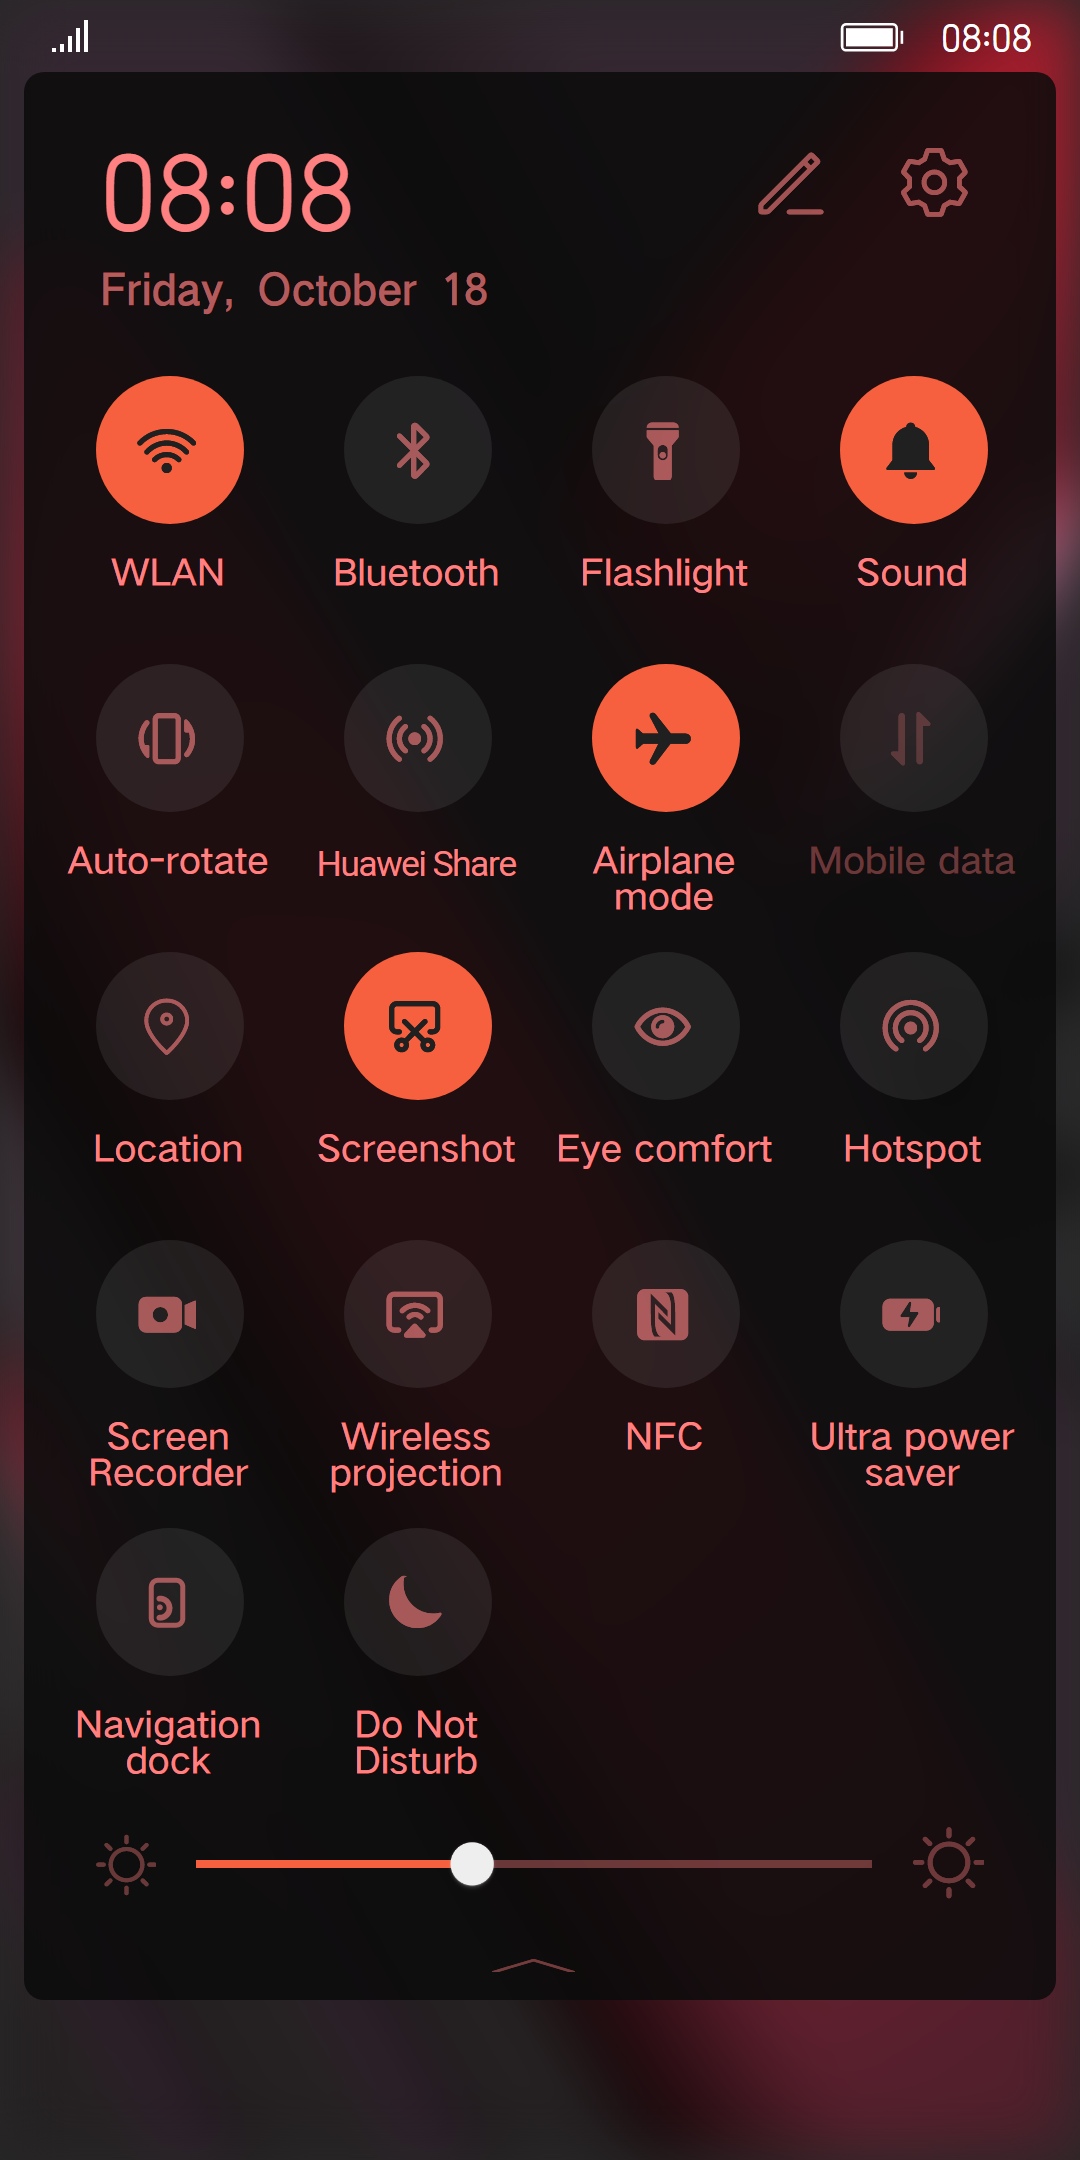 08:08
08:08
Friday, October 18
WLAN
Bluetooth
Flashlight
Sound
Auto-rotate
Huawei Share
Airplane
mode
Mobile data
Location
Screenshot
Eye comfort
Hotspot
Screen
Recorder
Wireless
projection
NFC
Ultra power
saver
Navigation
dock
Do Not
Disturb